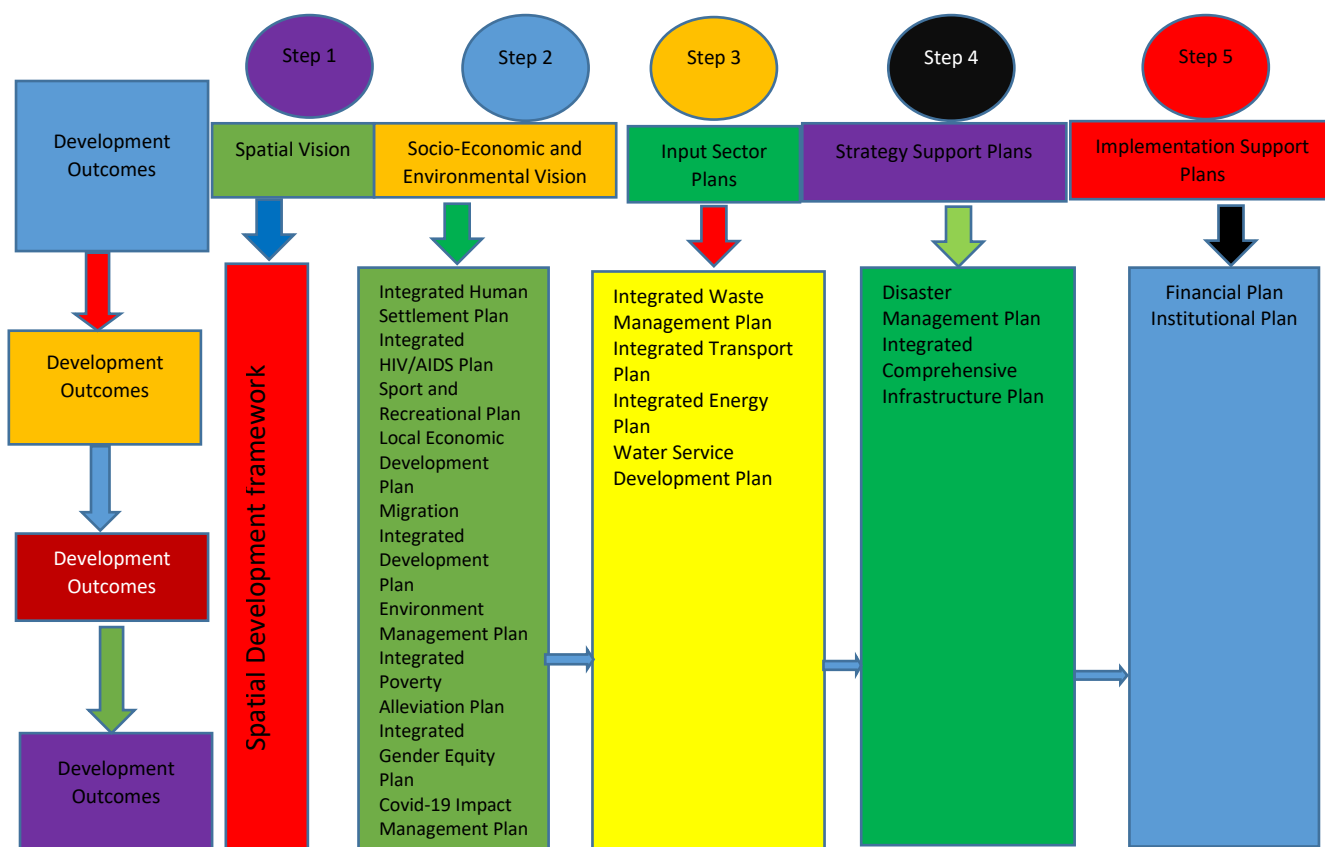 Step 1
Step 2
Step 3
Step 4
Step 5
Development
Outcomes
Spatial Vision
Socio-Economic and
Environmental Vision
Input Sector
Plans
Strategy Support Plans
Implementation Support
Plans
Development
Outcomes
Development
Outcomes
Development
Outcomes
Spatial Development framework
Integrated Human
Settlement Plan
Integrated
HIV/AIDS Plan
Sport and
Recreational Plan
Local Economic
Development
Plan
Migration
Integrated
Development
Plan
Environment
Management Plan
Integrated
Poverty
Alleviation Plan
Integrated
Gender Equity
Plan
Covid-19 Impact
Management Plan
Integrated Waste
Management Plan
Integrated Transport
Plan
Integrated Energy
Plan
Water Service
Development Plan
Disaster
Management Plan
Integrated
Comprehensive
Infrastructure Plan
Financial Plan
Institutional Plan